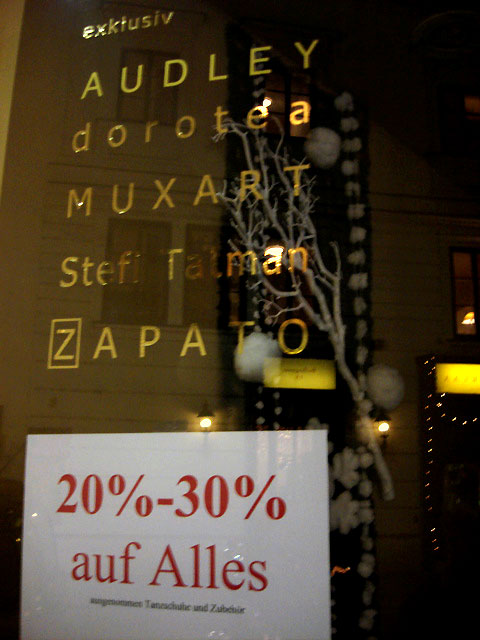 exklusiv
AUDLEY
dorotea
MUXART
Stefi Talman
ZAPATO
20%-30%
auf Alles
ausgenommen Tanzschuhe und Zubehör